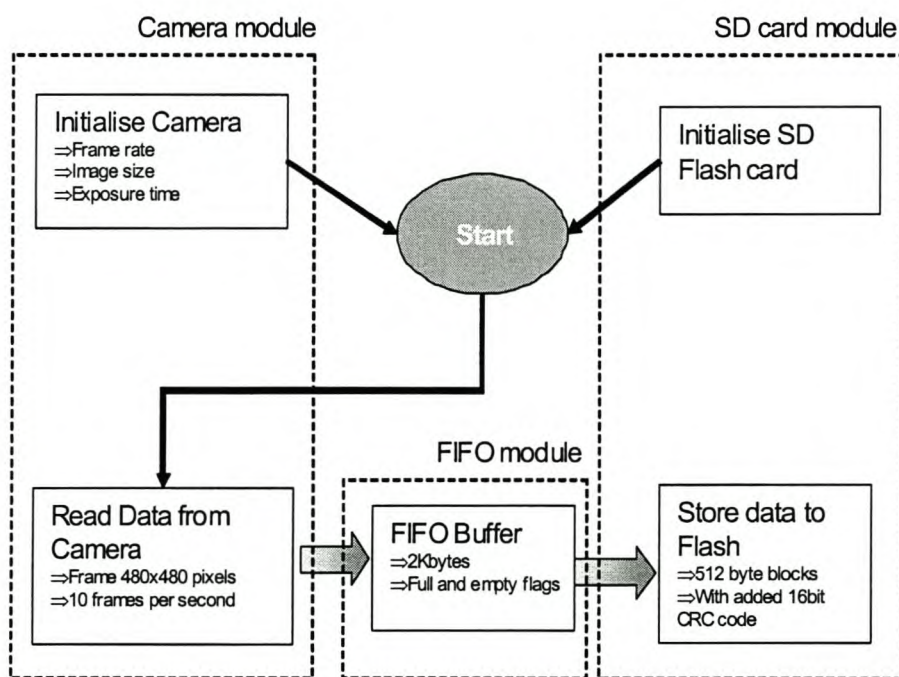 Camera module
SD card module
Initialise Camera
⇒Frame rate
⇒Image size
⇒Exposure time
Initialise SD
Flash card
Start
FIFO module
Read Data from
Camera
⇒Frame 480x480 pixels
⇒10 frames per second
FIFO Buffer
⇒2Kbytes
⇒Full and empty flags
Store data to
Flash
⇒512 byte blocks
⇒With added 16bit
CRC code